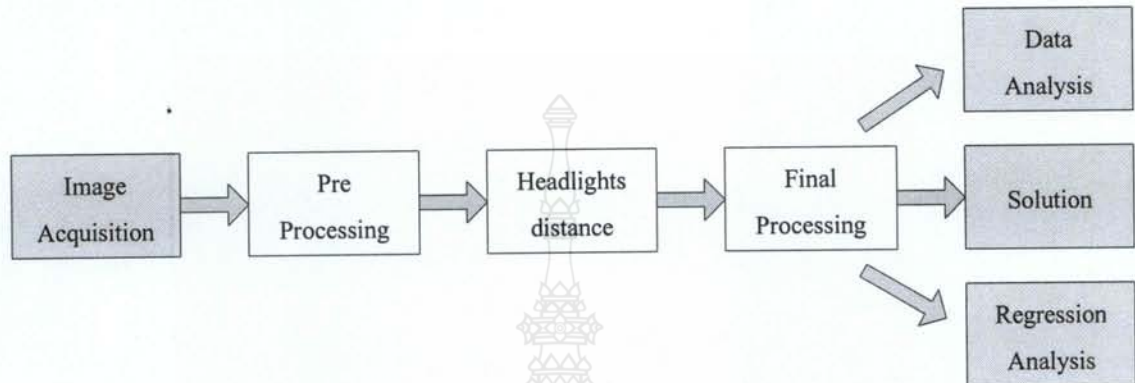 Image
Acquisition
Pre
Processing
Headlights
distance
Final
Processing
Data
Analysis
Solution
Regression
Analysis